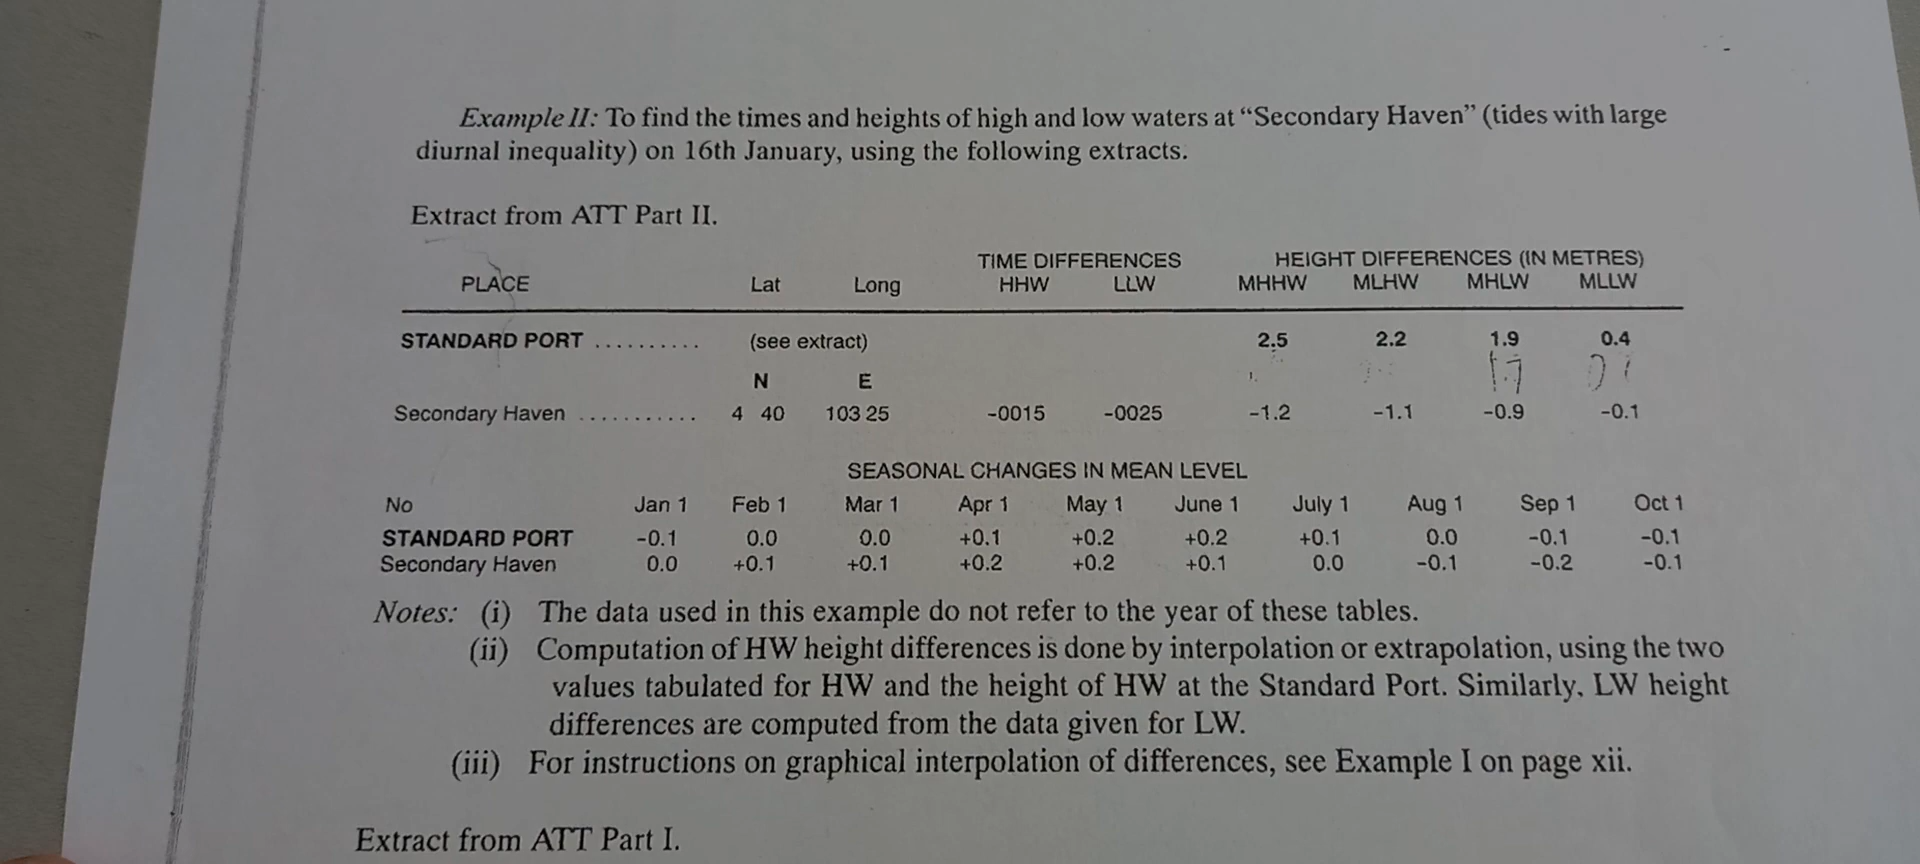 Example II: To find the times and heights of high and low waters at “Secondary Haven” (tides with large
diurnal inequality) on 16th January, using the following extracts.
Extract from ATT Part II.
TIME DIFFERENCES HEIGHT DIFFERENCES (IN METRES)
PLACE Lat Long HHW LLW MHHW MLHW MHLW MLLW
STANDARD PORT .......... (see extract) 2.5 2.2 1.9 0.4
N E
Secondary Haven ........... 4 40 103 25 -0015 -0025 -1.2 -1.1 -0.9 -0.1
SEASONAL CHANGES IN MEAN LEVEL
No Jan 1 Feb 1 Mar 1 Apr 1 May 1 June 1 July 1 Aug 1 Sep 1 Oct 1
STANDARD PORT -0.1 0.0 0.0 +0.1 +0.2 +0.2 +0.1 0.0 -0.1 -0.1
Secondary Haven 0.0 +0.1 +0.1 +0.2 +0.2 +0.1 0.0 -0.1 -0.2 -0.1
Notes: (i) The data used in this example do not refer to the year of these tables.
(ii) Computation of HW height differences is done by interpolation or extrapolation, using the two
values tabulated for HW and the height of HW at the Standard Port. Similarly, LW height
differences are computed from the data given for LW.
(iii) For instructions on graphical interpolation of differences, see Example I on page xii.
Extract from ATT Part I.